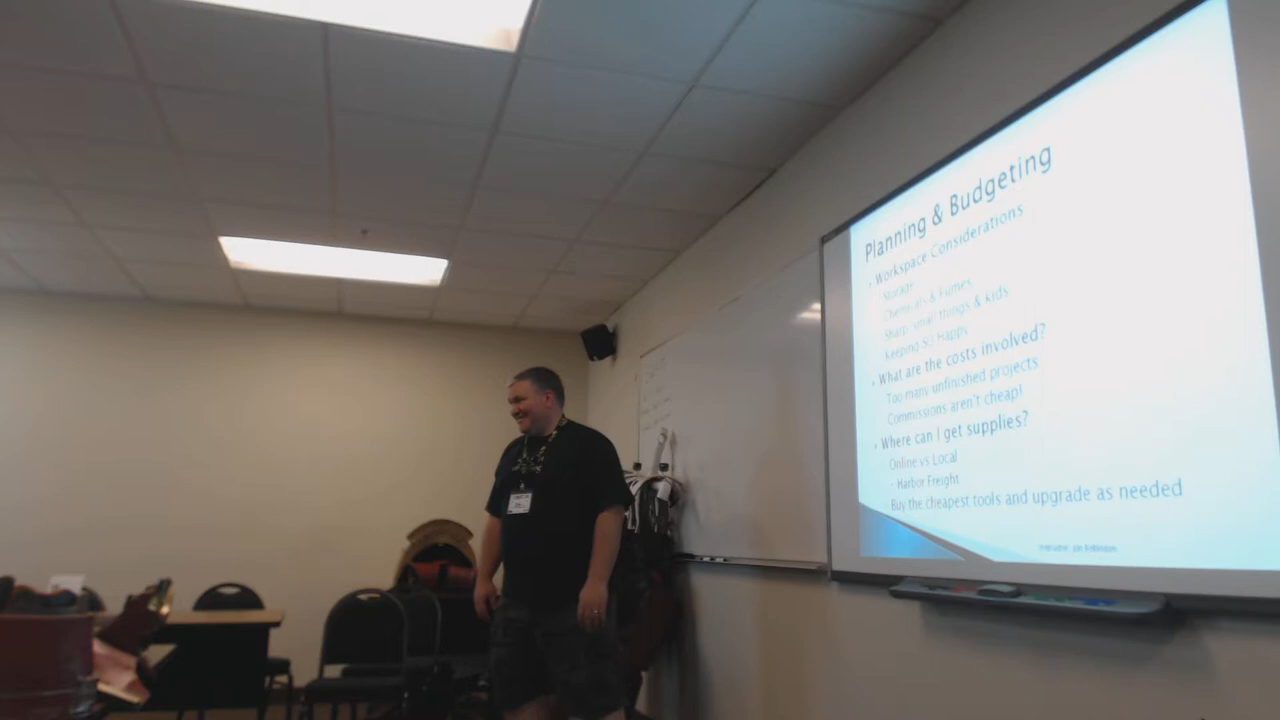 Planning & Budgeting
Workspace Considerations
Storage
Chemicals & Fumes
Sharp "small" things & kids
Keeping SO Happy
What are the costs involved?
Too many unfinished projects
Commissions aren't cheap!
Where can I get supplies?
Online vs Local
Harbor Freight
Buy the cheapest tools and upgrade as needed
Instructor: Jon